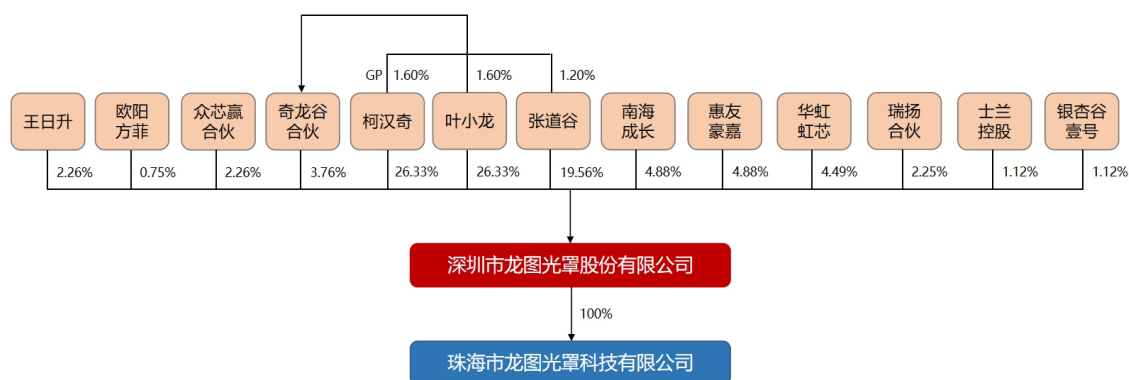 GP 1.60% 1.60% 1.20%
王日升
欧阳
方菲
众芯赢
合伙
奇龙谷
合伙
柯汉奇
叶小龙
张道谷
南海
成长
惠友
豪嘉
华虹
虹芯
瑞扬
合伙
士兰
控股
银杏谷
壹号
2.26% 0.75% 2.26% 3.76% 26.33% 26.33% 19.56% 4.88% 4.88% 4.49% 2.25% 1.12% 1.12%
深圳市龙图光罩股份有限公司
100%
珠海市龙图光罩科技有限公司